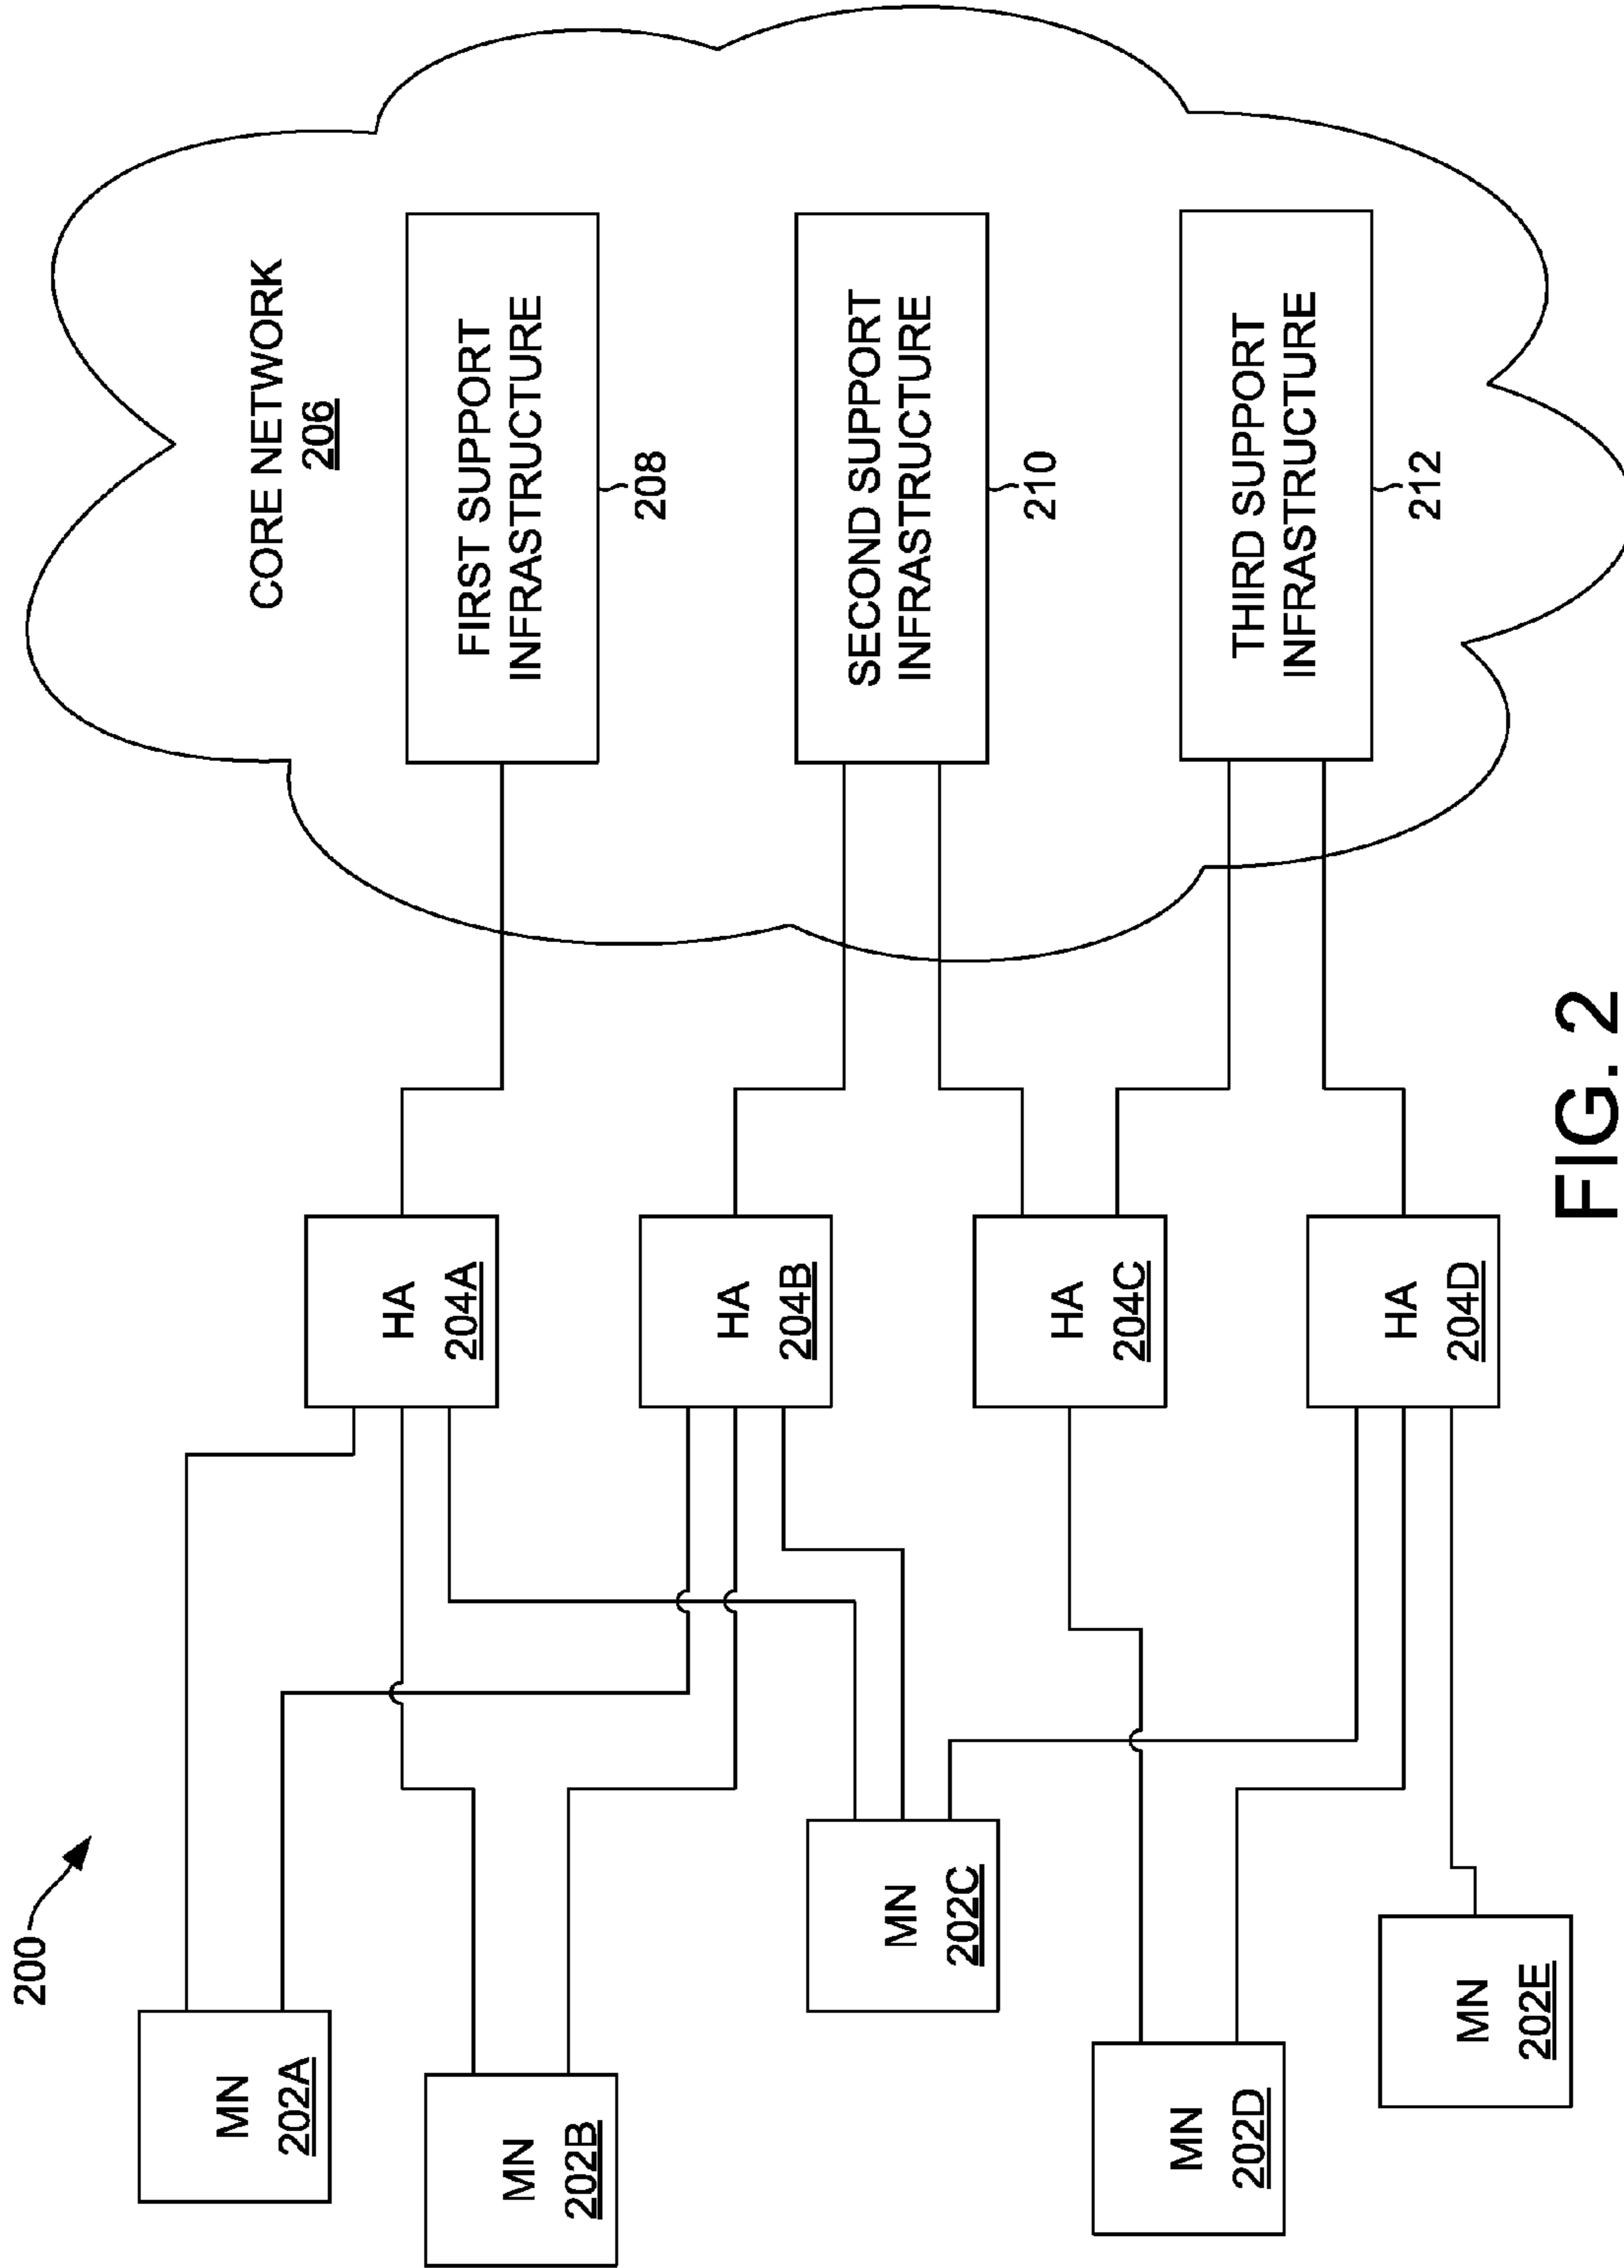 200
CORE NETWORK
206
MN
202A
HA
204A
FIRST SUPPORT
INFRASTRUCTURE
208
MN
202B
HA
204B
SECOND SUPPORT
INFRASTRUCTURE
210
MN
202C
HA
204C
MN
202D
HA
204D
THIRD SUPPORT
INFRASTRUCTURE
212
MN
202E
FIG. 2